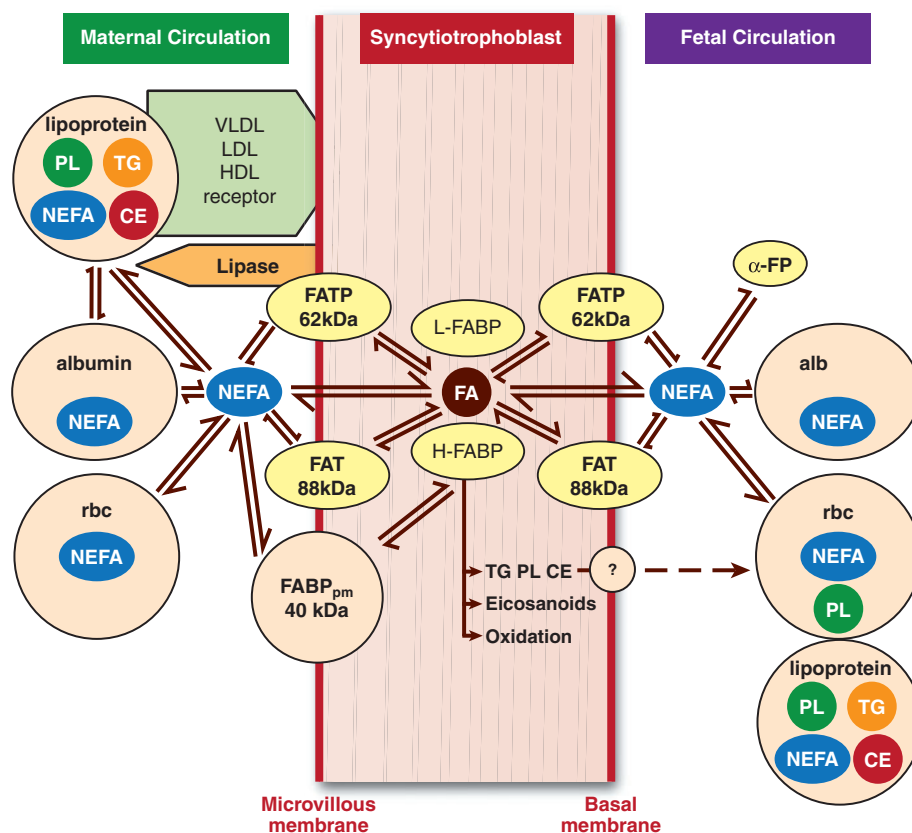 Maternal Circulation
Syncytiotrophoblast
Fetal Circulation
lipoprotein
PL
TG
NEFA
CE
VLDL
LDL
HDL
receptor
Lipase
albumin
NEFA
rbc
NEFA
NEFA
FATP
62kDa
FAT
88kDa
FABPpm
40 kDa
L-FABP
FA
H-FABP
TG PL CE
Eicosanoids
Oxidation
?
FATP
62kDa
FAT
88kDa
NEFA
α-FP
alb
NEFA
rbc
NEFA
PL
lipoprotein
PL
TG
NEFA
CE
Microvillous
membrane
Basal
membrane